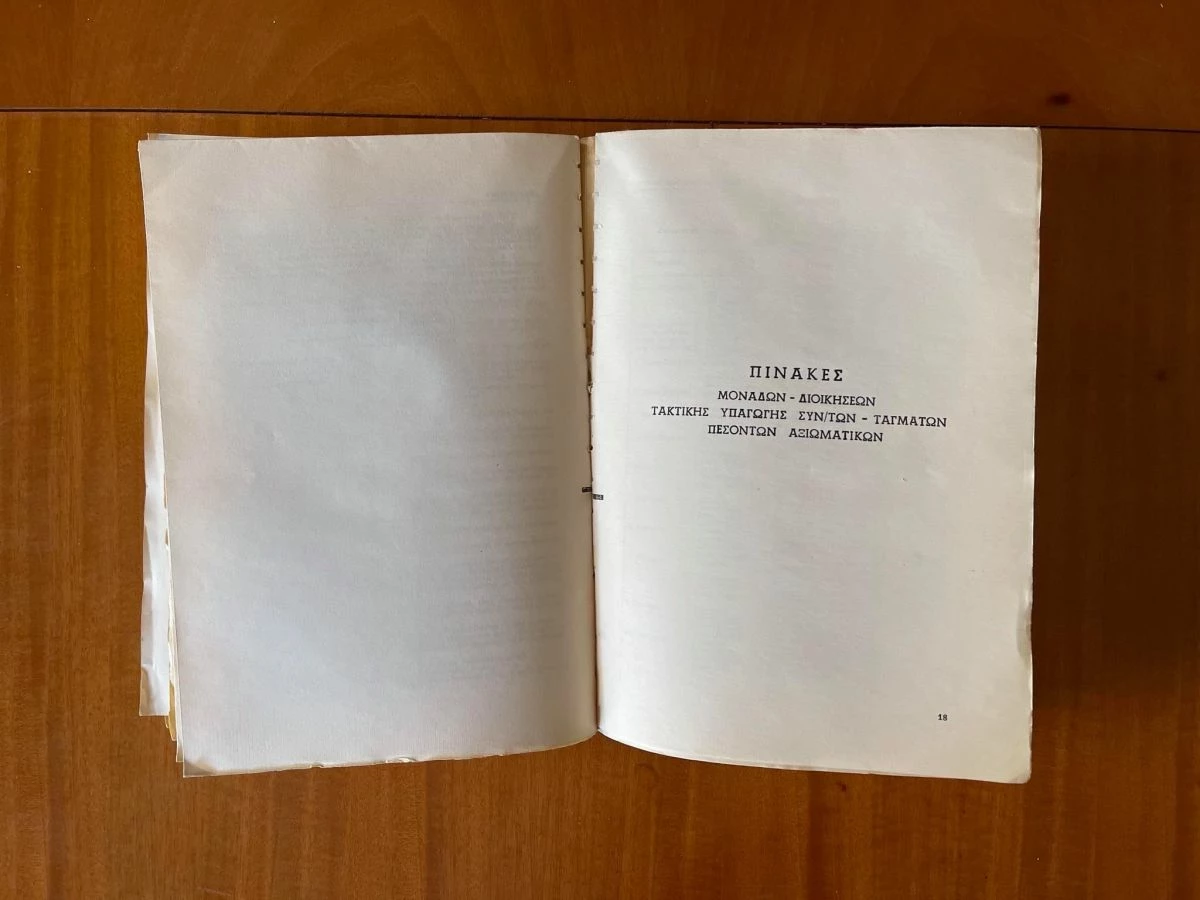 ΠΙΝΑΚΕΣ
ΜΟΝΑΔΩΝ - ΔΙΟΙΚΗΣΕΩΝ
ΤΑΚΤΙΚΗΣ ΥΠΑΓΩΓΗΣ ΣΥΝ/ΤΩΝ - ΤΑΓΜΑΤΩΝ
ΠΕΣΟΝΤΩΝ ΑΞΙΩΜΑΤΙΚΩΝ
18